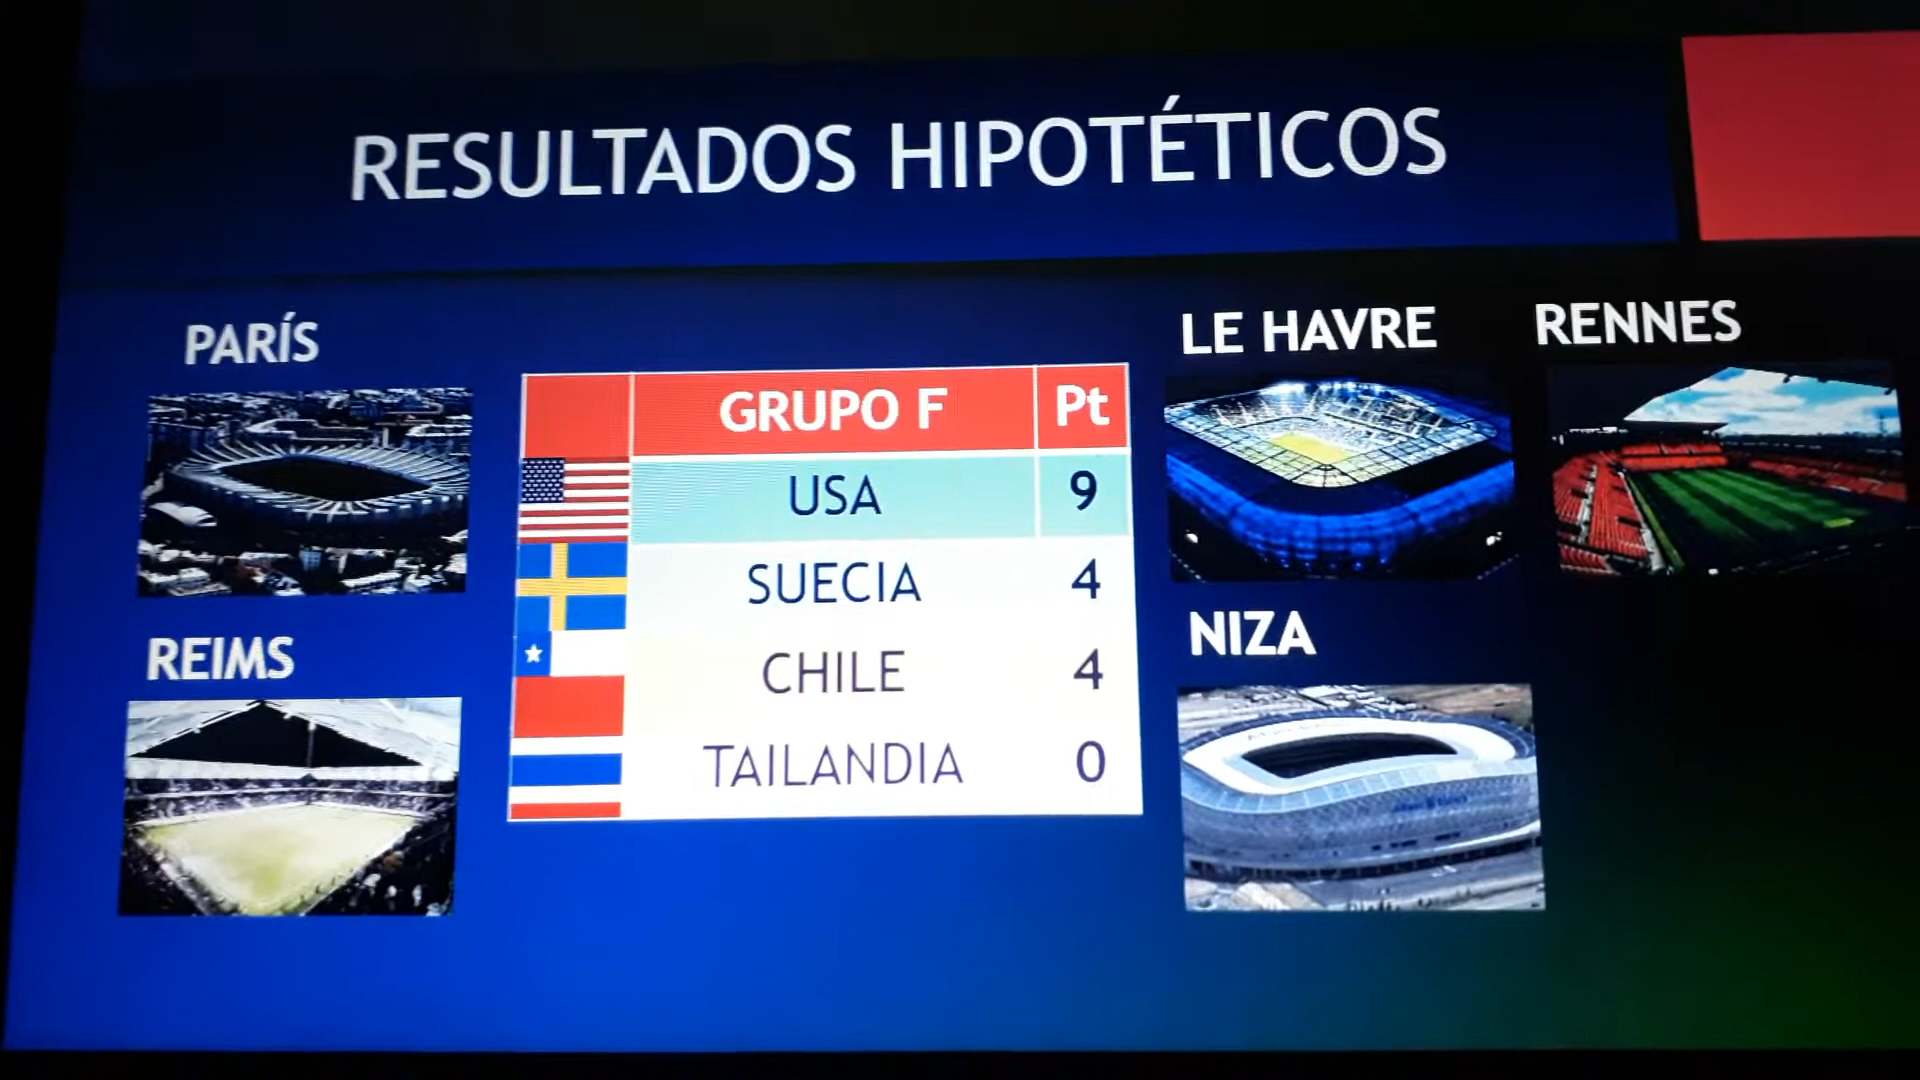 RESULTADOS HIPOTÉTICOS
PARÍS
REIMS
GRUPO F Pt
USA 9
SUECIA 4
CHILE 4
TAILANDIA 0
LE HAVRE
RENNES
NIZA